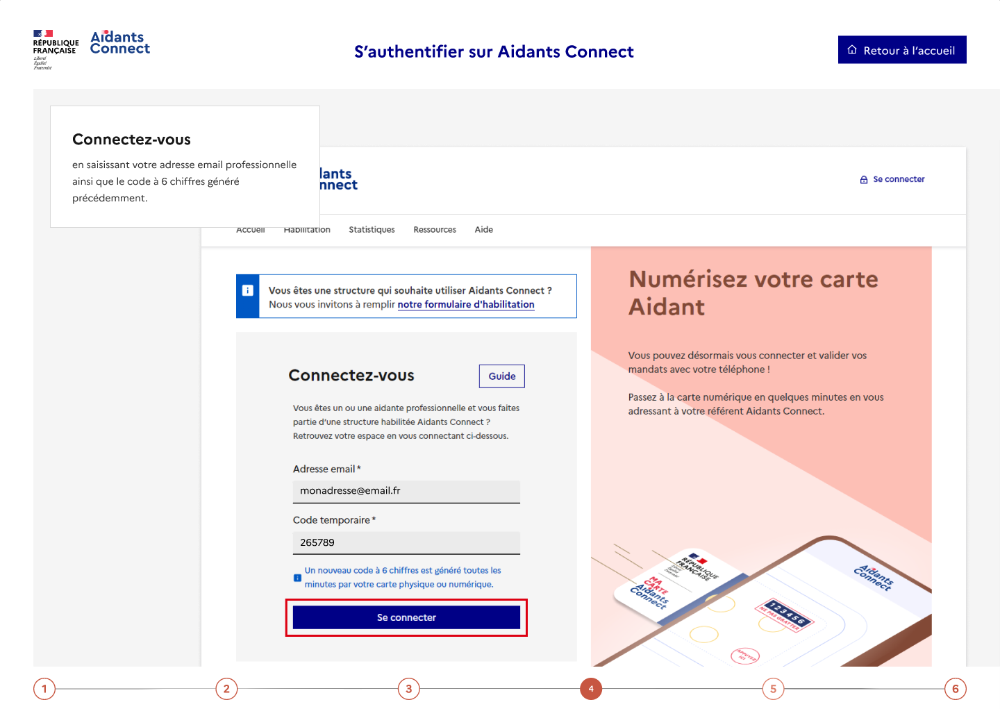 RÉPUBLIQUE
FRANÇAISE
Liberté
Égalité
Fraternité
Aidants
Connect
S’authentifier sur Aidants Connect
Retour à l’accueil
Connectez-vous
en saisissant votre adresse email professionnelle
ainsi que le code à 6 chiffres généré
précédemment.
dants
nnect
Se connecter
Accueil Habilitation Statistiques Ressources Aide
Vous êtes une structure qui souhaite utiliser Aidants Connect ?
Nous vous invitons à remplir notre formulaire d'habilitation
Connectez-vous
Guide
Vous êtes un ou une aidante professionnelle et vous faites
partie d’une structure habilitée Aidants Connect ?
Retrouvez votre espace en vous connectant ci-dessous.
Adresse email *
monadresse@email.fr
Code temporaire *
265789
Un nouveau code à 6 chiffres est généré toutes les
minutes par votre carte physique ou numérique.
Se connecter
Numérisez votre carte
Aidant
Vous pouvez désormais vous connecter et valider vos
mandats avec votre téléphone !
Passez à la carte numérique en quelques minutes en vous
adressant à votre référent Aidants Connect.
RÉPUBLIQUE
FRANÇAISE
Liberté
Égalité
Fraternité
MA
CARTE
Aidants
Connect
Aidants
Connect
123456
NE PAS GRATTER
APPUYEZ
ICI
1 2 3 4 5 6